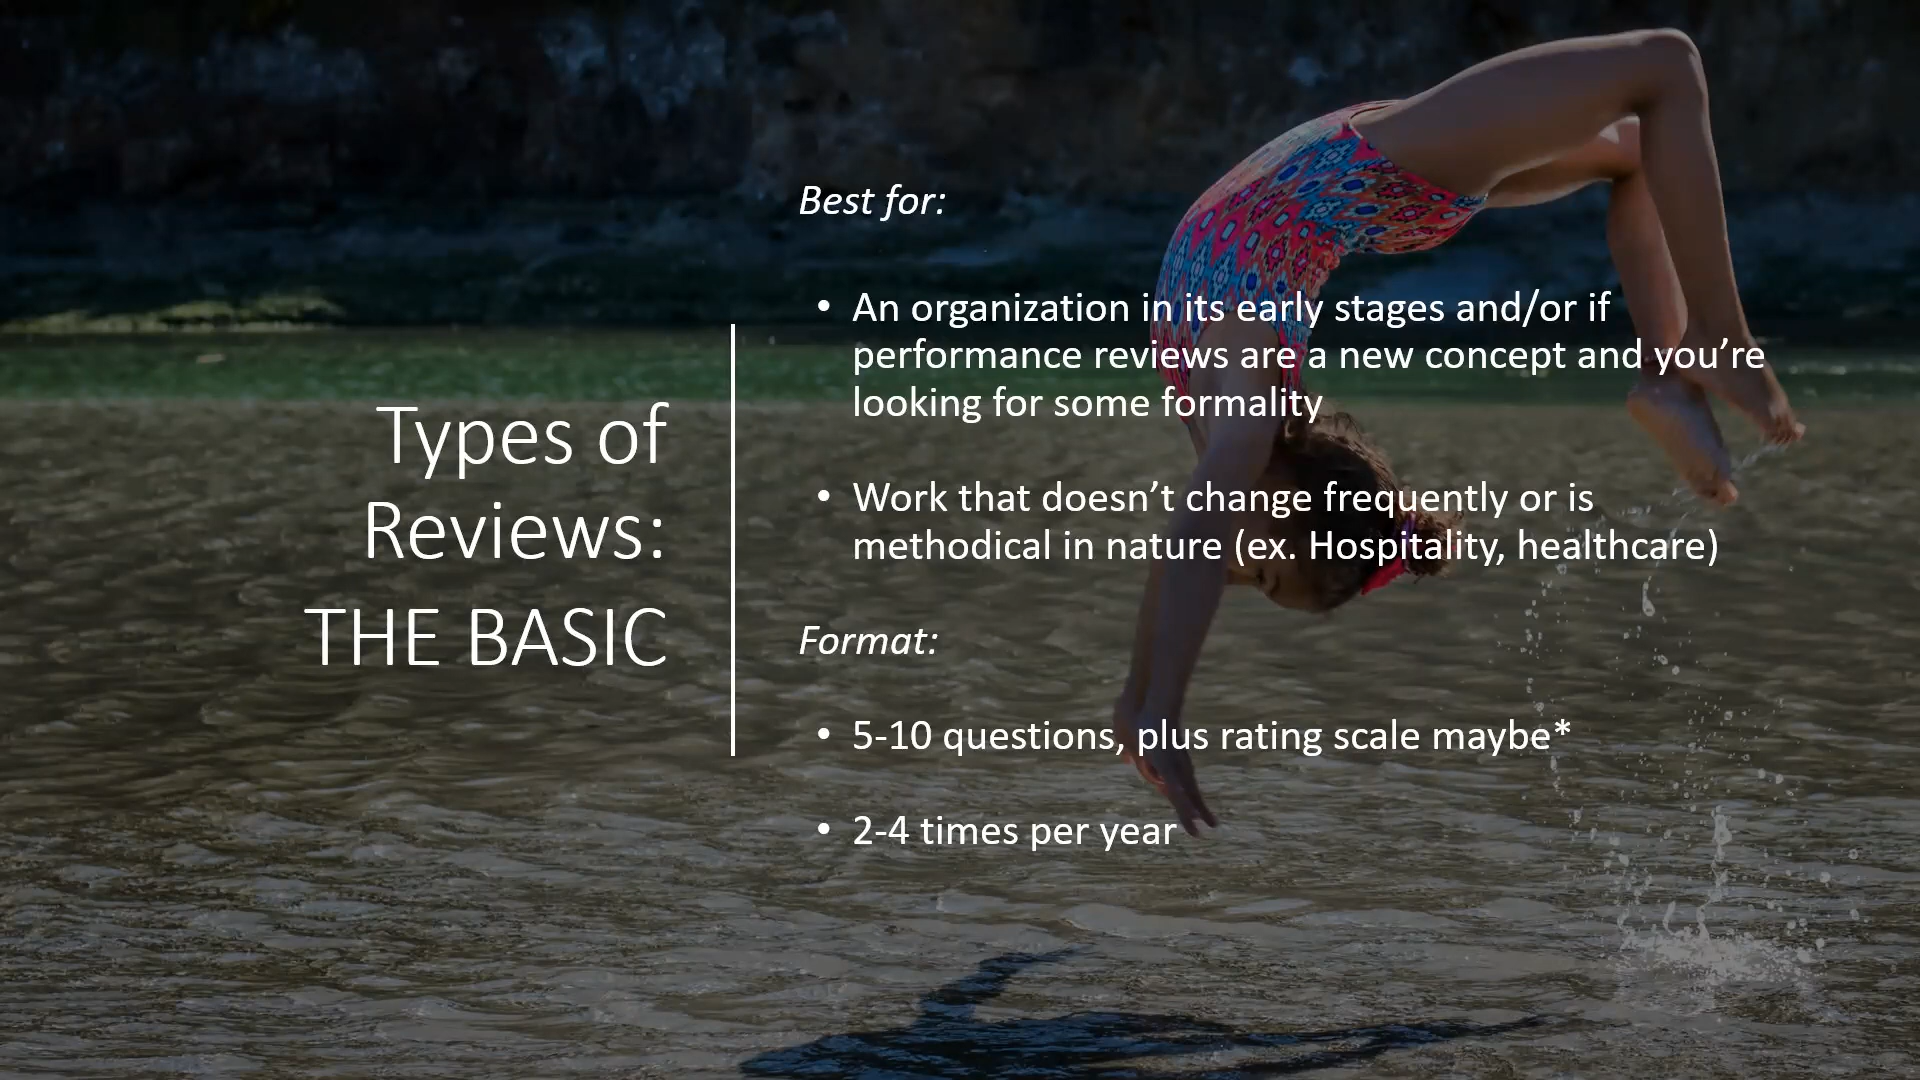 Types of
Reviews:
THE BASIC
Best for:
• An organization in its early stages and/or if
performance reviews are a new concept and you’re
looking for some formality
• Work that doesn’t change frequently or is
methodical in nature (ex. Hospitality, healthcare)
Format:
• 5-10 questions, plus rating scale maybe*
• 2-4 times per year